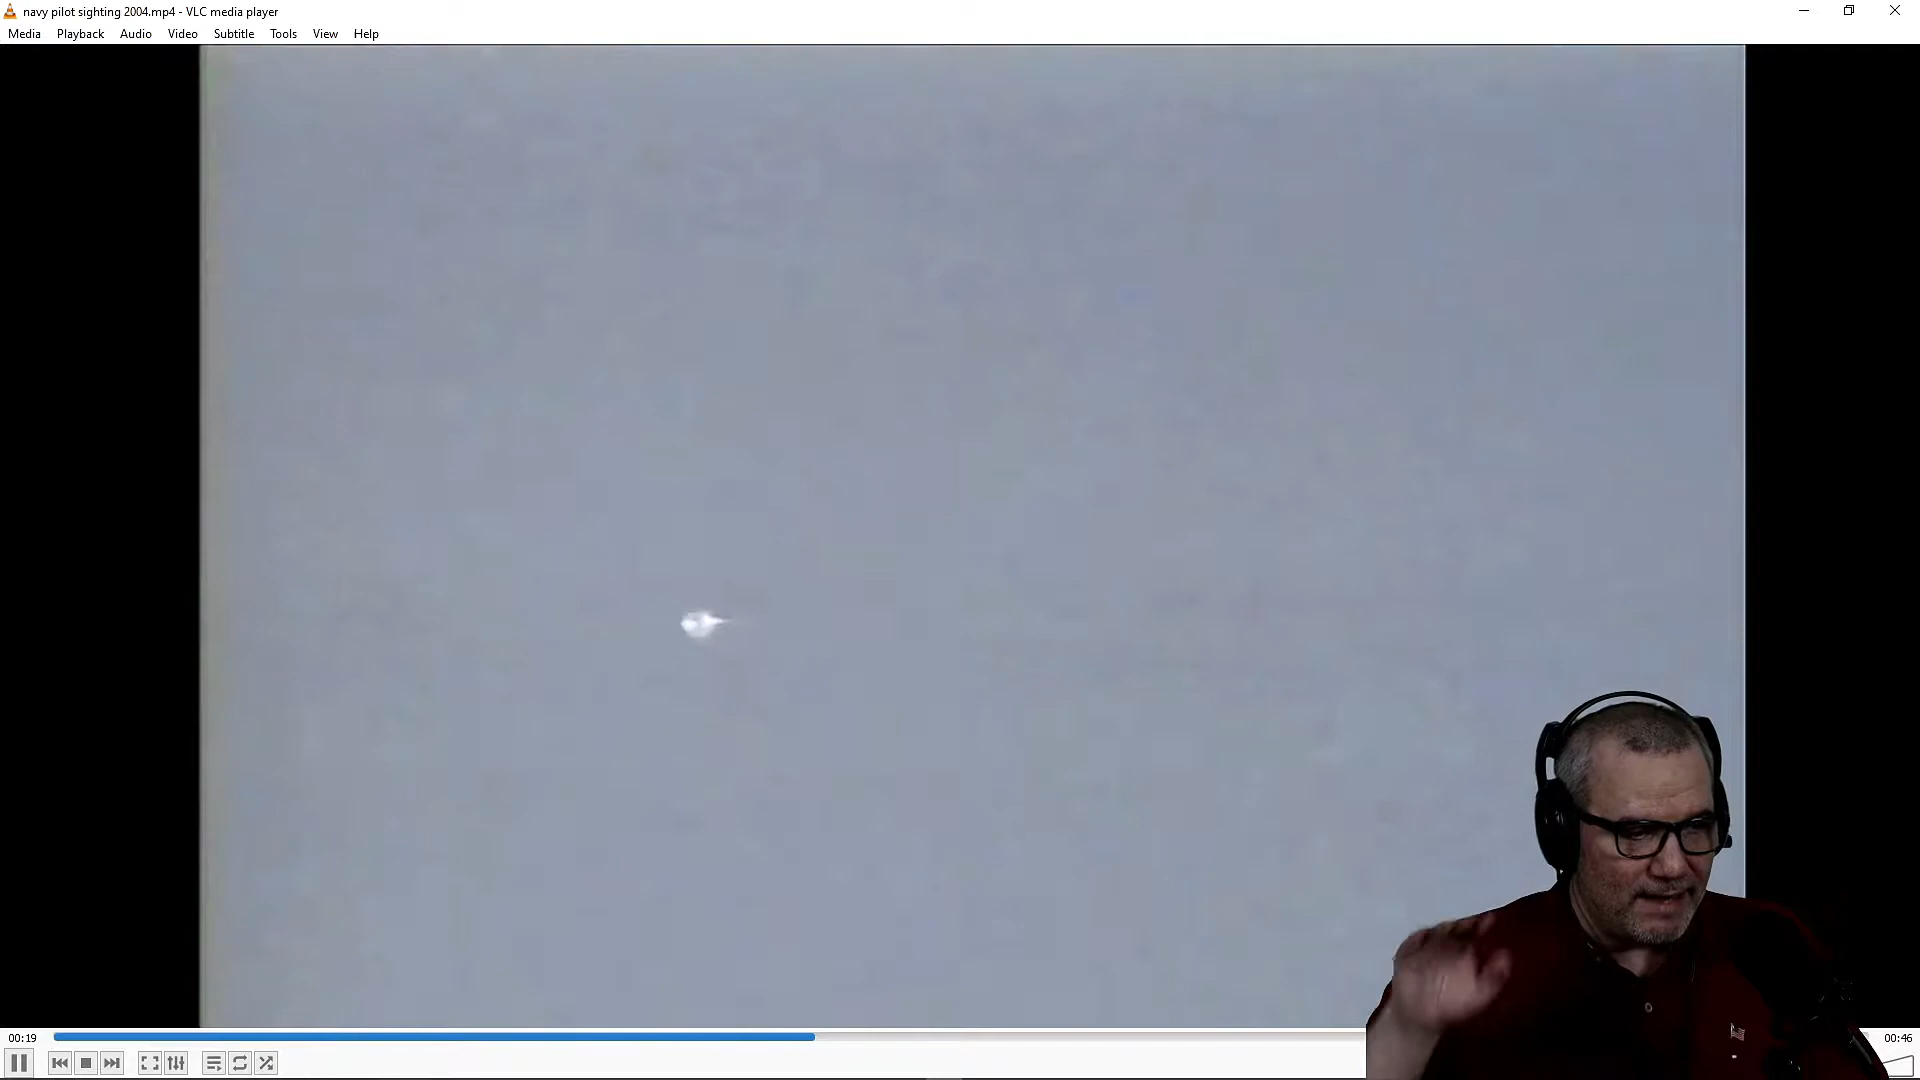 navy pilot sighting 2004.mp4 - VLC media player
Media Playback Audio Video Subtitle Tools View Help
00:19
00:46